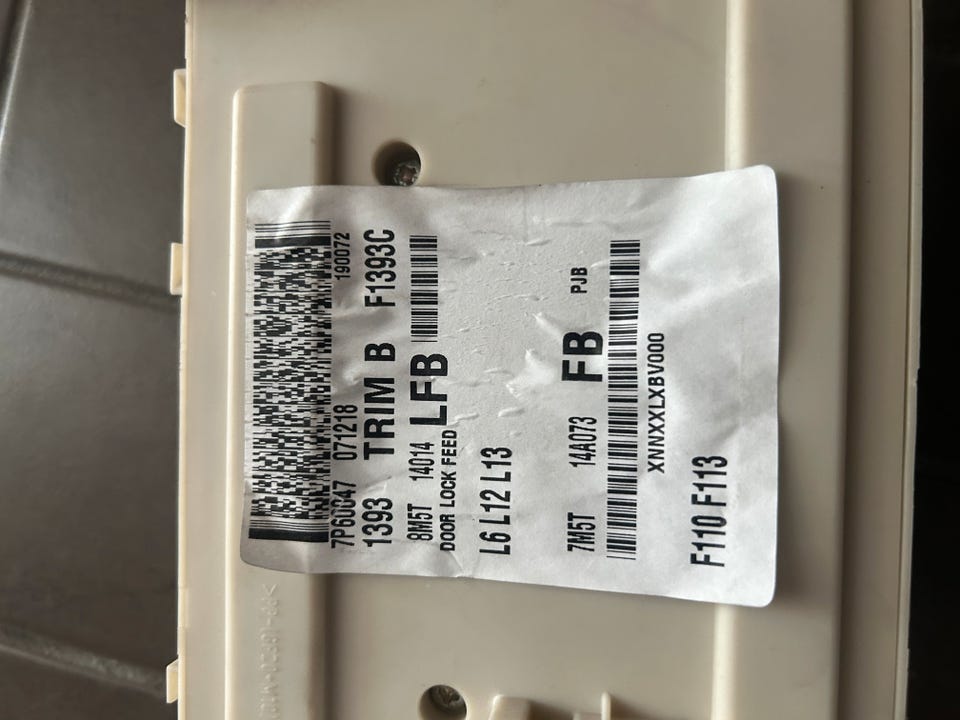 7P60047 071218 190072
1393 TRIM B F1393C
8M5T 14014 LFB
DOOR LOCK FEED
L6 L12 L13
7M5T 14A073 FB PJB
XNNXXLXBV000
F110 F113